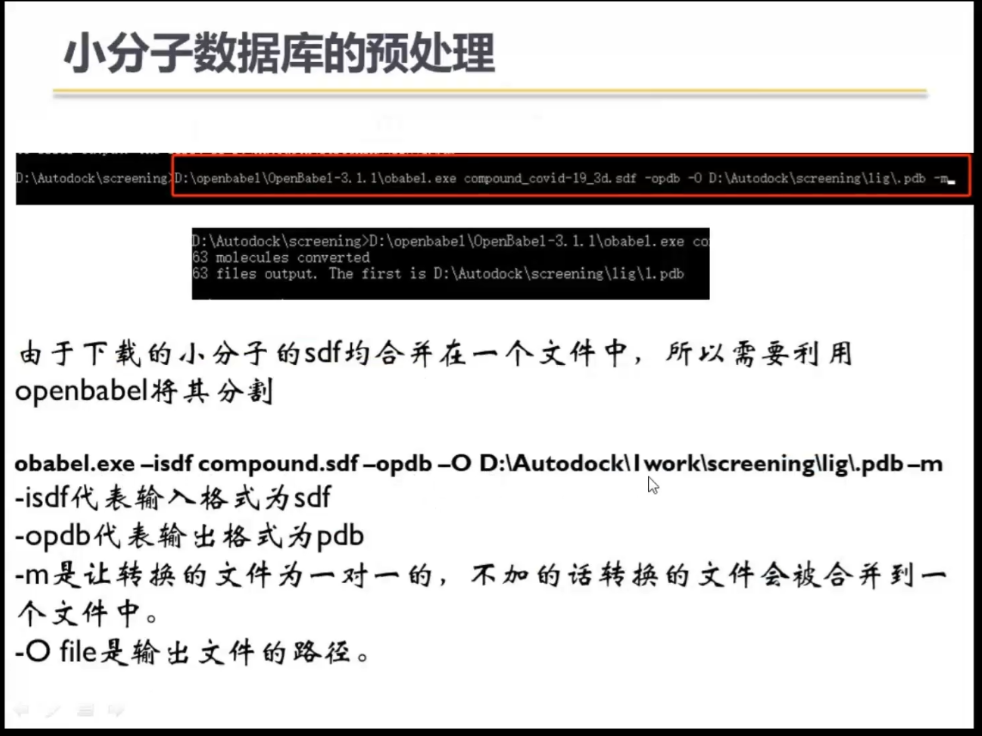 小分子数据库的预处理
D:\Autodock\screening>D:\openbabel\OpenBabel-3.1.1\obabel.exe compound_covid-19_3d.sdf -opdb -O D:\Autodock\screening\lig\.pdb -m
D:\Autodock\screening>D:\openbabel\OpenBabel-3.1.1\obabel.exe co
63 molecules converted
63 files output. The first is D:\Autodock\screening\lig\1.pdb
由于下载的小分子的sdf均合并在一个文件中，所以需要利用
openbabel将其分割
obabel.exe –isdf compound.sdf –opdb –O D:\Autodock\1work\screening\lig\.pdb –m
-isdf代表输入格式为sdf
-opdb代表输出格式为pdb
-m是让转换的文件为一对一的，不加的话转换的文件会被合并到一
个文件中。
-O file是输出文件的路径。